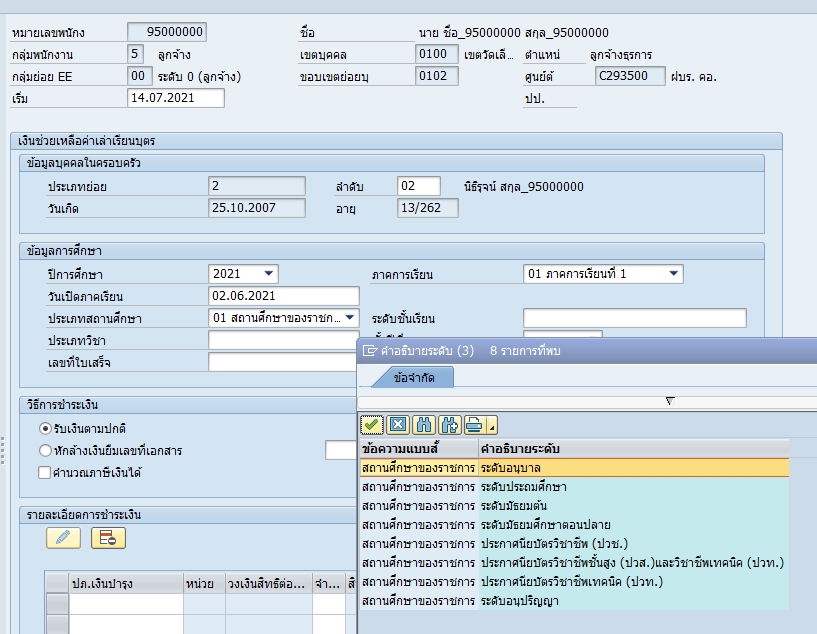 หมายเลขพนักง 95000000 ชื่อ นาย ชื่อ_95000000 สกุล_95000000
กลุ่มพนักงาน 5 ลูกจ้าง เขตบุคคล 0100 เขตวัดเลี... ตำแหน่ ลูกจ้างธุรการ
กลุ่มย่อย EE 00 ระดับ 0 (ลูกจ้าง) ขอบเขตย่อยบุ 0102 ศูนย์ต้ C293500 ฝบร. คอ.
เริ่ม 14.07.2021 ปป.
เงินช่วยเหลือค่าเล่าเรียนบุตร
ข้อมูลบุคคลในครอบครัว
ประเภทย่อย 2 ลำดับ 02 นิธิรุจน์ สกุล_95000000
วันเกิด 25.10.2007 อายุ 13/262
ข้อมูลการศึกษา
ปีการศึกษา 2021 ภาคการเรียน 01 ภาคการเรียนที่ 1
วันเปิดภาคเรียน 02.06.2021
ประเภทสถานศึกษา 01 สถานศึกษาของราชก... ระดับชั้นเรียน
ประเภทวิชา
เลขที่ใบเสร็จ
คำอธิบายระดับ (3) 8 รายการที่พบ
ข้อจำกัด
วิธีการชำระเงิน
รับเงินตามปกติ
หักล้างเงินยืมเลขที่เอกสาร
คำนวณภาษีเงินได้
ข้อความแบบสั้ คำอธิบายระดับ
สถานศึกษาของราชการ ระดับอนุบาล
สถานศึกษาของราชการ ระดับประถมศึกษา
สถานศึกษาของราชการ ระดับมัธยมต้น
สถานศึกษาของราชการ ระดับมัธยมศึกษาตอนปลาย
สถานศึกษาของราชการ ประกาศนียบัตรวิชาชีพ (ปวช.)
สถานศึกษาของราชการ ประกาศนียบัตรวิชาชีพชั้นสูง (ปวส.)และวิชาชีพเทคนิค (ปวท.)
สถานศึกษาของราชการ ประกาศนียบัตรวิชาชีพเทคนิค (ปวท.)
สถานศึกษาของราชการ ระดับอนุปริญญา
รายละเอียดการชำระเงิน
ปภ.เงินบำรุง หน่วย วงเงินสิทธิต่อ... จำ... สิ